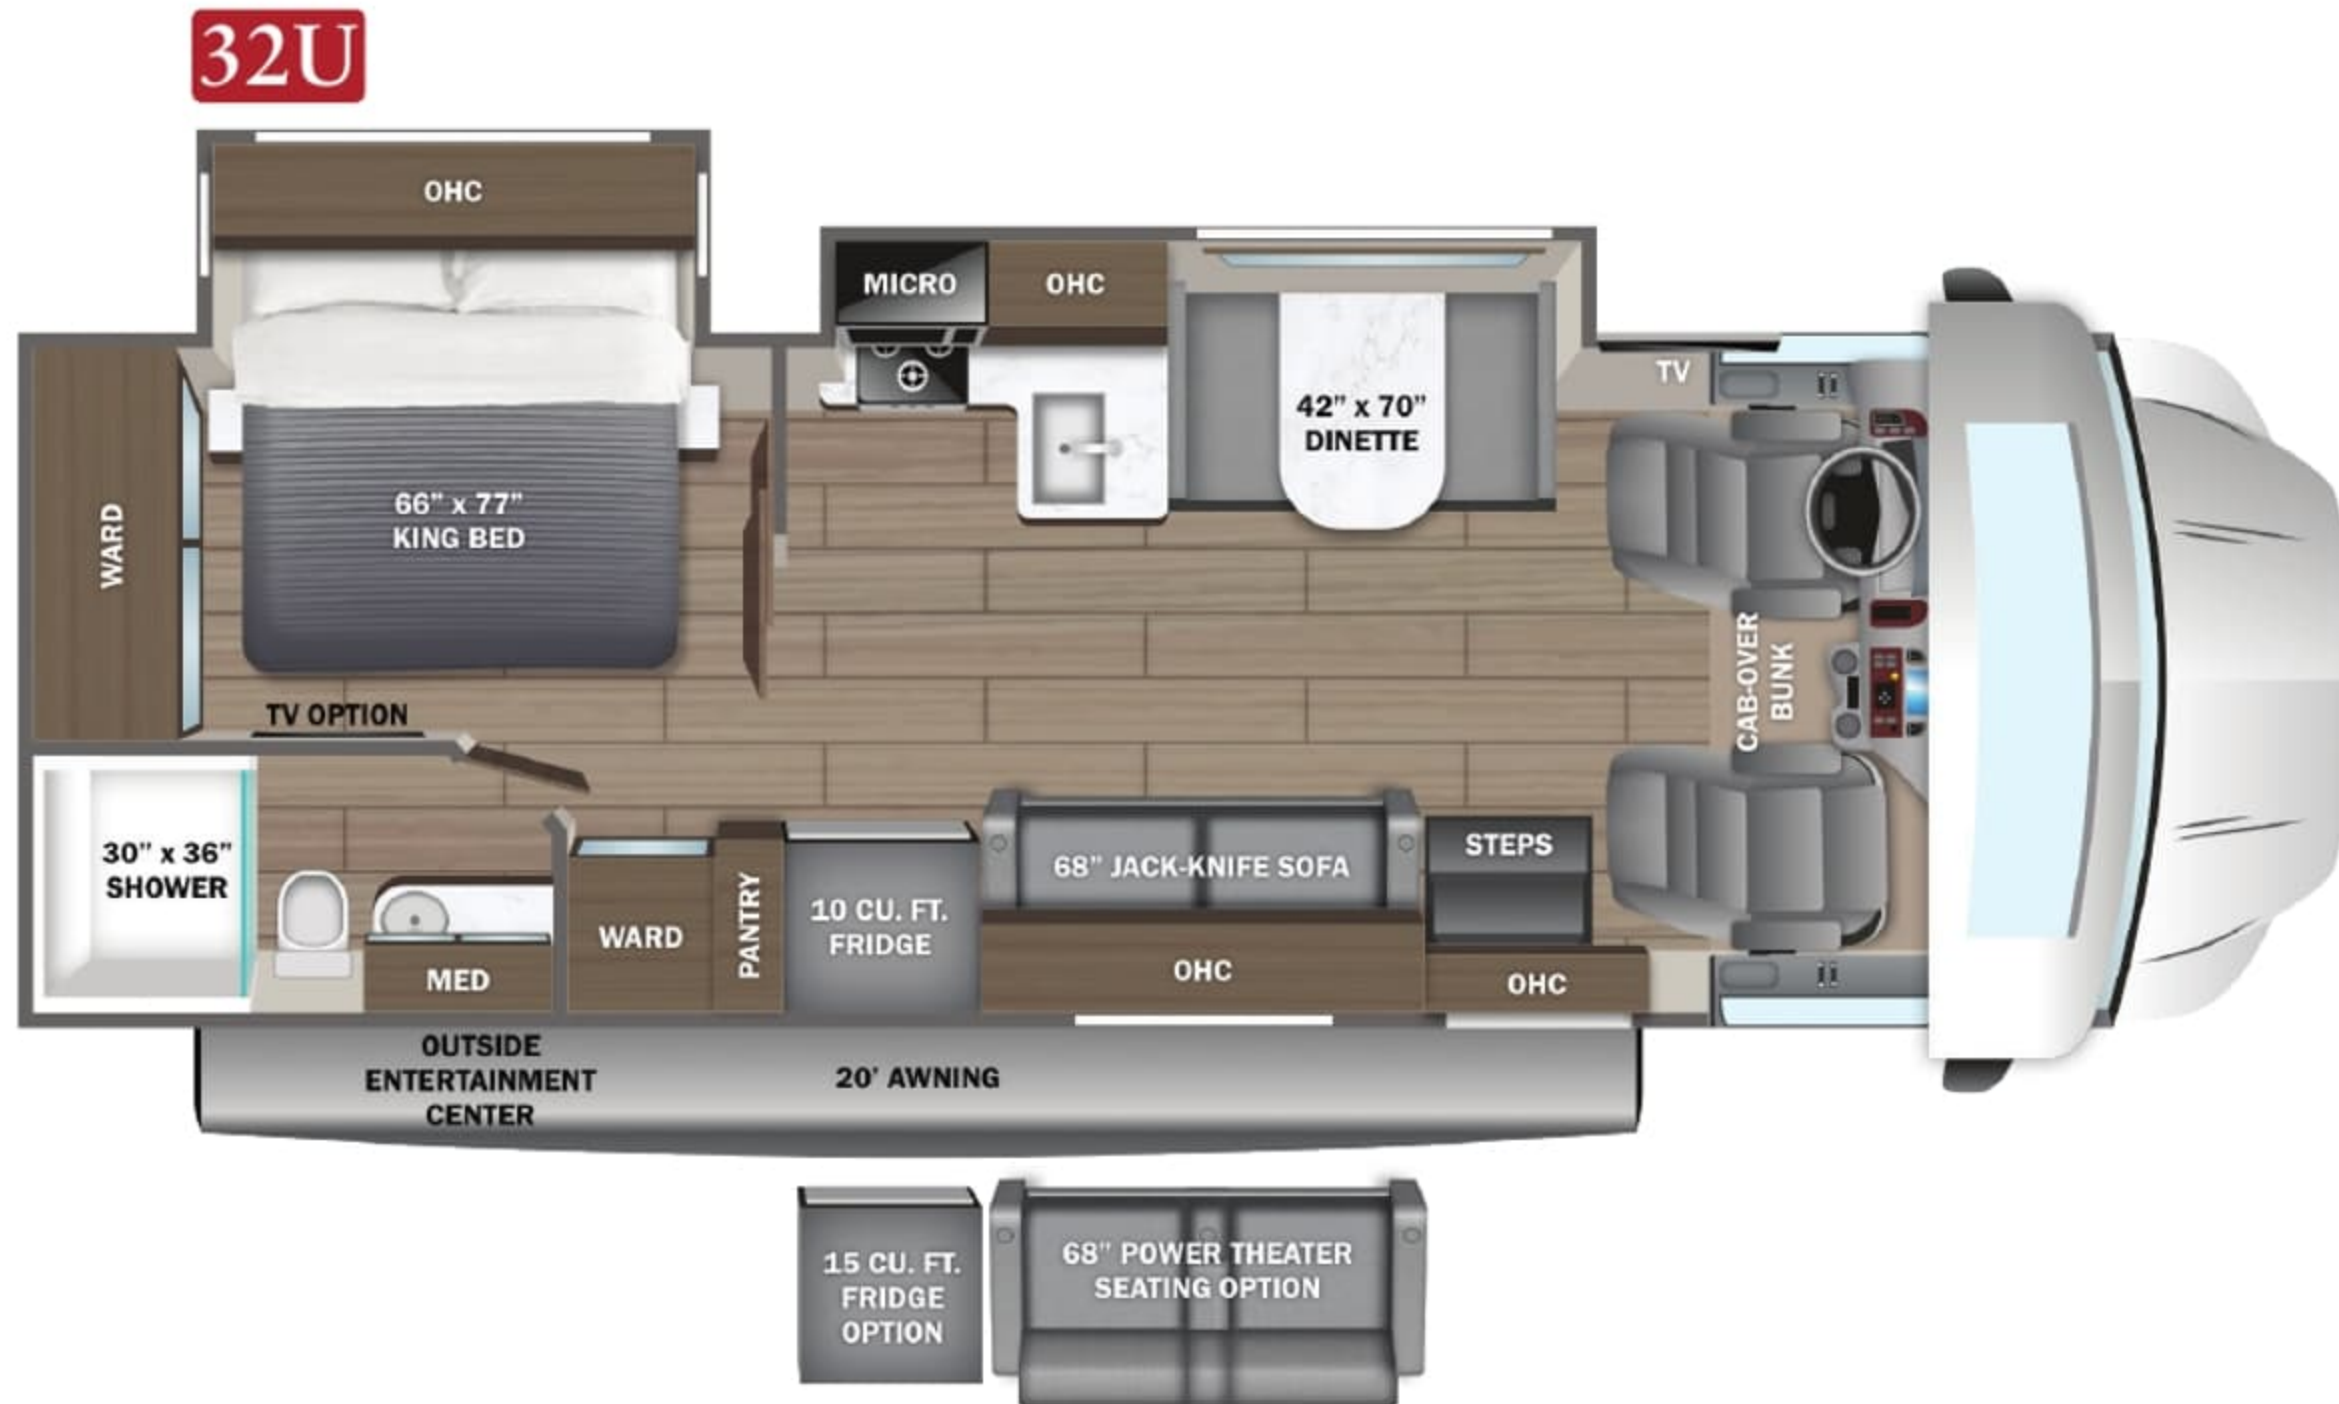 32U
OHC
MICRO
OHC
TV
42” x 70”
DINETTE
66” x 77”
KING BED
WARD
TV OPTION
CAB-OVER
BUNK
30” x 36”
SHOWER
MED
WARD
PANTRY
10 CU. FT.
FRIDGE
68” JACK-KNIFE SOFA
OHC
STEPS
OHC
OUTSIDE
ENTERTAINMENT
CENTER
20’ AWNING
15 CU. FT.
FRIDGE
OPTION
68” POWER THEATER
SEATING OPTION